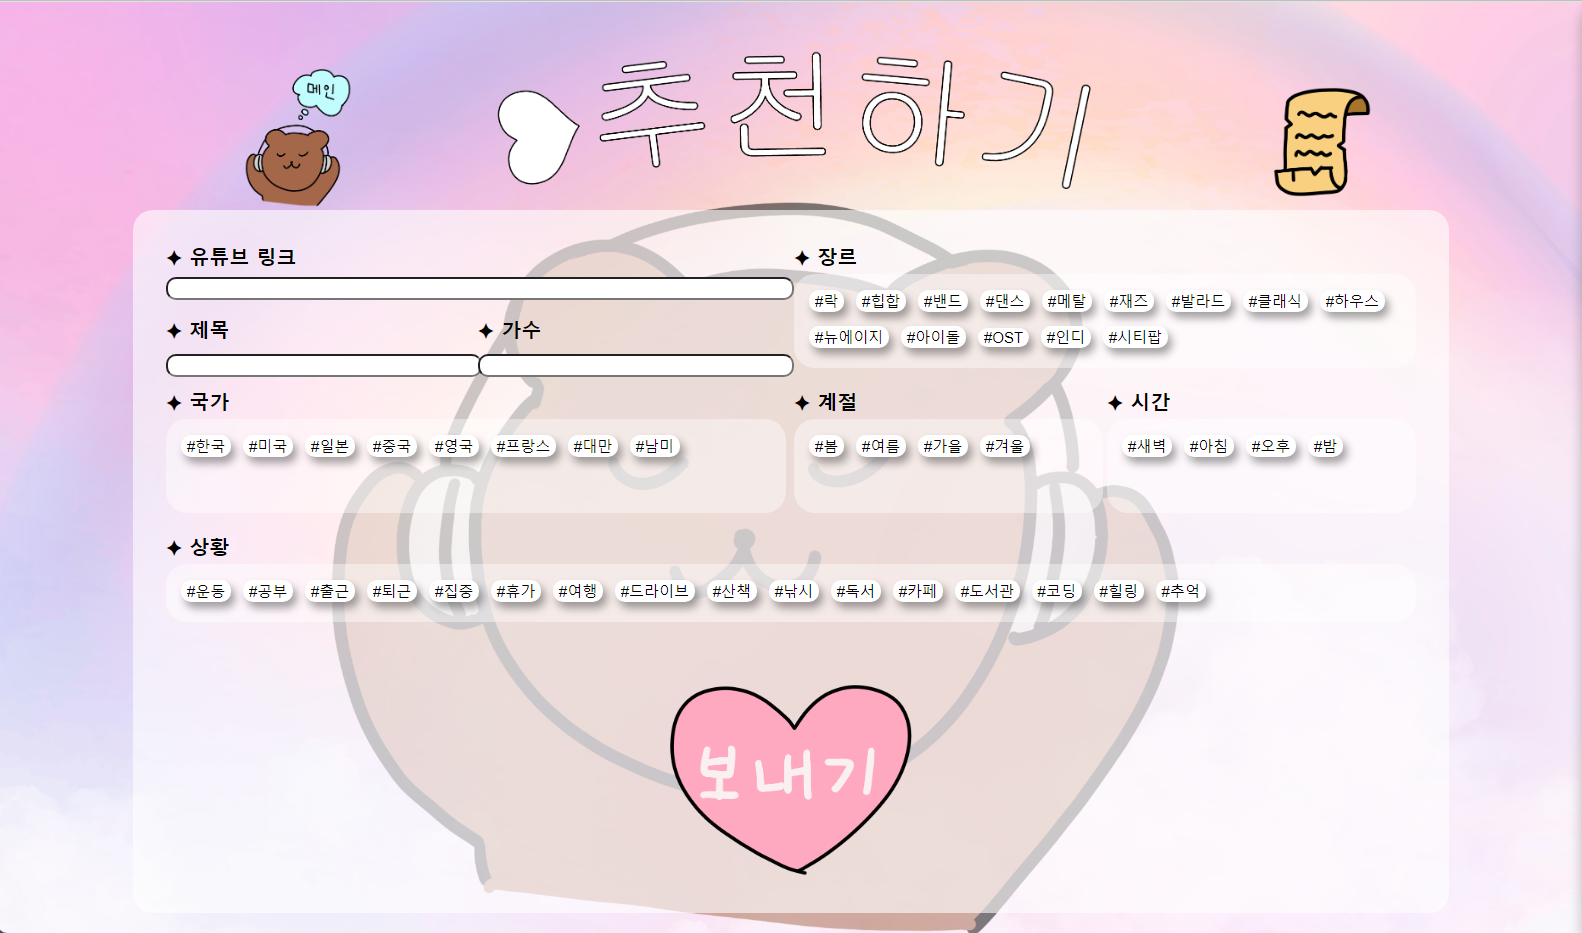 메인
추천하기
✦ 유튜브 링크
✦ 장르
#락 #힙합 #밴드 #댄스 #메탈 #재즈 #발라드 #클래식 #하우스
#뉴에이지 #아이돌 #OST #인디 #시티팝
✦ 제목 ✦ 가수
✦ 국가
#한국 #미국 #일본 #중국 #영국 #프랑스 #대만 #남미
✦ 계절
#봄 #여름 #가을 #겨울
✦ 시간
#새벽 #아침 #오후 #밤
✦ 상황
#운동 #공부 #출근 #퇴근 #집중 #휴가 #여행 #드라이브 #산책 #낚시 #독서 #카페 #도서관 #코딩 #힐링 #추억
보내기